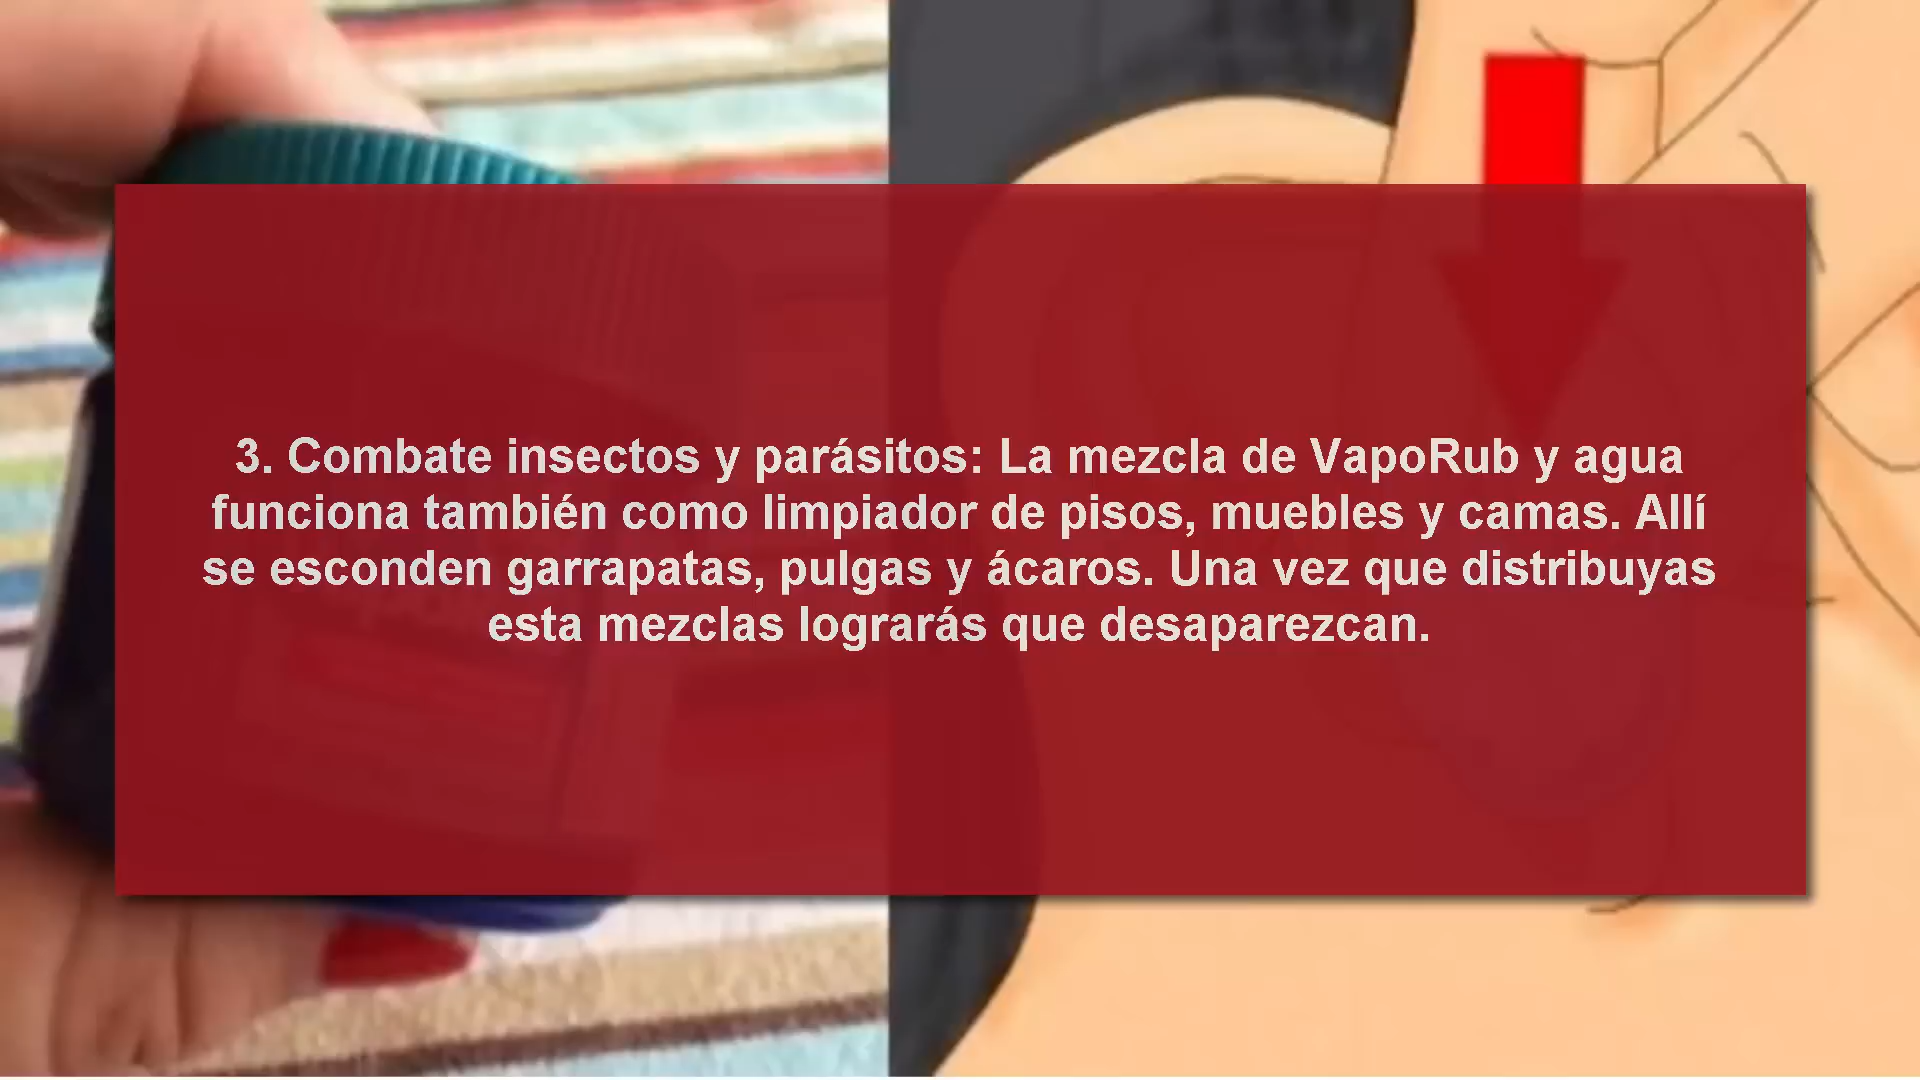 3. Combate insectos y parásitos: La mezcla de VapoRub y agua
funciona también como limpiador de pisos, muebles y camas. Allí
se esconden garrapatas, pulgas y ácaros. Una vez que distribuyas
esta mezclas lograrás que desaparezcan.